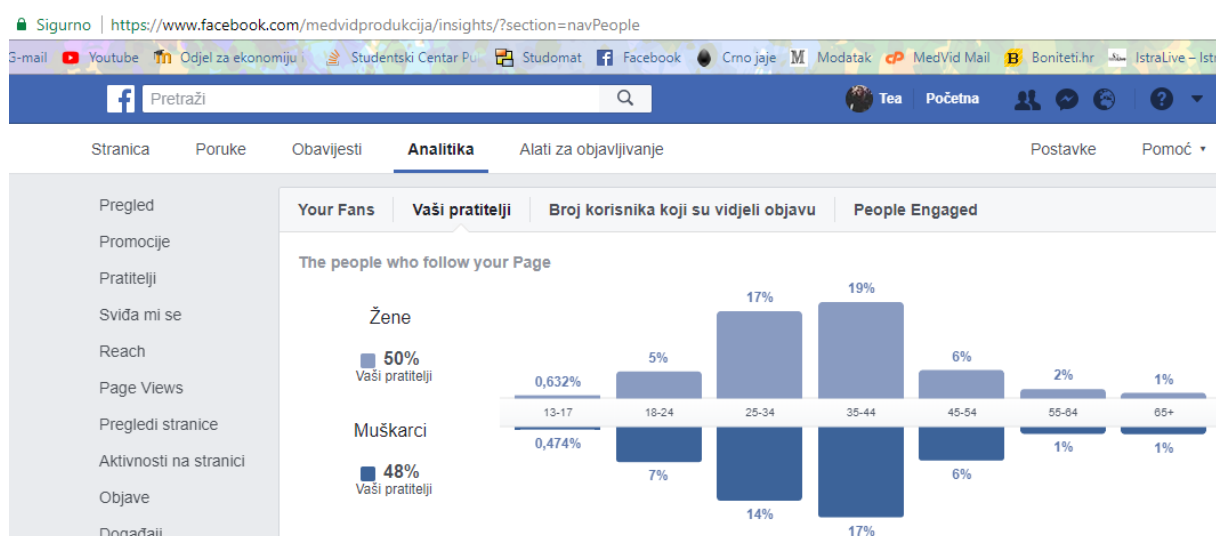 Sigurno | https://www.facebook.com/medvidprodukcija/insights/?section=navPeople
G-mail Youtube Odjel za ekonomiju i Studentski Centar Pu Studomat Facebook Crno jaje Modatak MedVid Mail Boniteti.hr IstraLive – Istr
Pretraži Tea Početna
Stranica Poruke Obavijesti Analitika Alati za objavljivanje Postavke Pomoć
Pregled
Promocije
Pratitelji
Sviđa mi se
Reach
Page Views
Pregledi stranice
Aktivnosti na stranici
Objave
Događaji
Your Fans Vaši pratitelji Broj korisnika koji su vidjeli objavu People Engaged
The people who follow your Page
Žene
50%
Vaši pratitelji
0,632% 5% 17% 19% 6% 2% 1%
13-17 18-24 25-34 35-44 45-54 55-64 65+
Muškarci
48%
Vaši pratitelji
0,474% 7% 14% 17% 6% 1% 1%